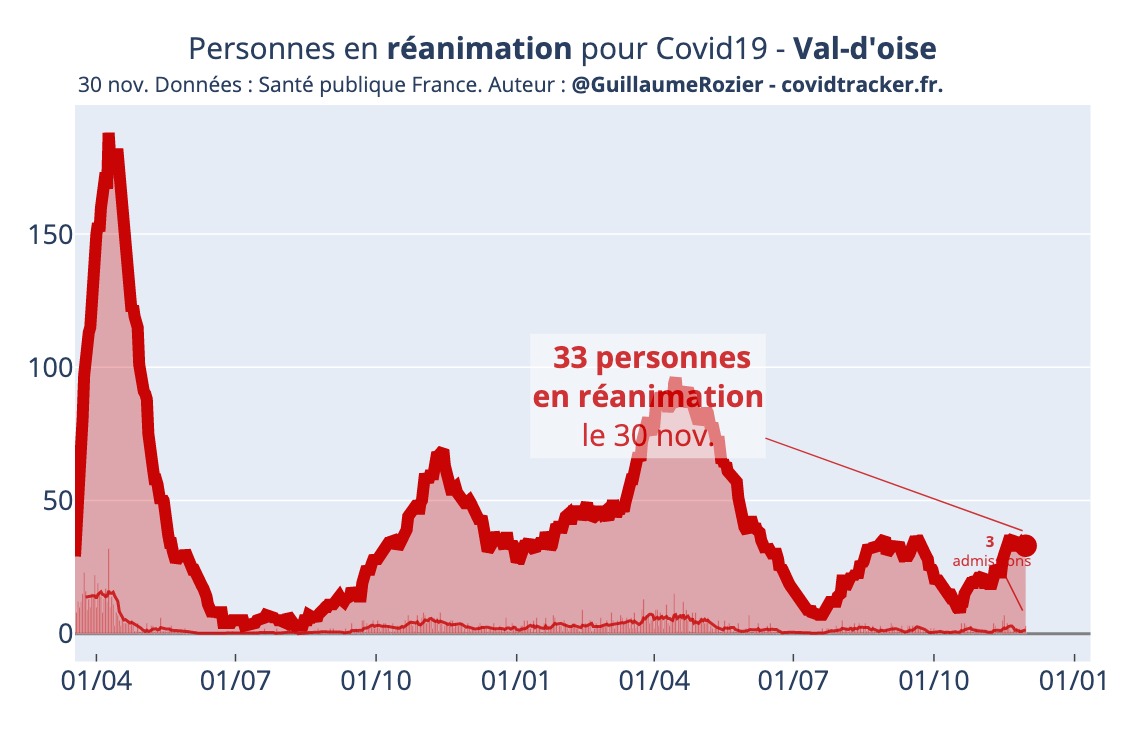 Personnes en réanimation pour Covid19 - Val-d'oise
30 nov. Données : Santé publique France. Auteur : @GuillaumeRozier - covidtracker.fr.
150
100
50
0
33 personnes
en réanimation
le 30 nov.
3
admissions
01/04
01/07
01/10
01/01
01/04
01/07
01/10
01/01